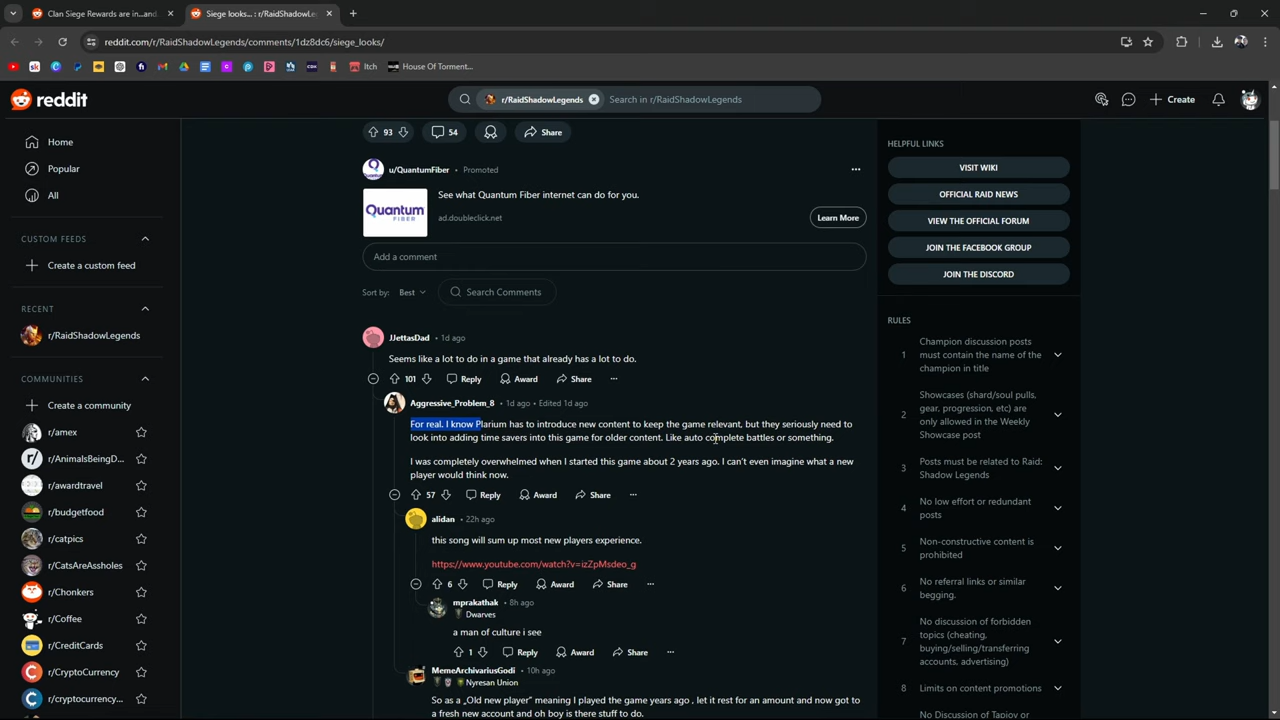 Clan Siege Rewards are in...and
Siege looks... : r/RaidShadowLe
reddit.com/r/RaidShadowLegends/comments/1dz8dc6/siege_looks/
Itch
House Of Torment...
reddit
r/RaidShadowLegends
Search in r/RaidShadowLegends
Create
Home
Popular
All
CUSTOM FEEDS
Create a custom feed
RECENT
r/RaidShadowLegends
COMMUNITIES
Create a community
r/amex
r/AnimalsBeingD...
r/awardtravel
r/budgetfood
r/catpics
r/CatsAreAssholes
r/Chonkers
r/Coffee
r/CreditCards
r/CryptoCurrency
r/cryptocurrency...
93
54
Share
u/QuantumFiber • Promoted
See what Quantum Fiber internet can do for you.
ad.doubleclick.net
Learn More
Quantum
FIBER
Add a comment
Sort by: Best
Search Comments
JJettasDad • 1d ago
Seems like a lot to do in a game that already has a lot to do.
101 Reply Award Share
Aggressive_Problem_8 • 1d ago • Edited 1d ago
For real. I know Plarium has to introduce new content to keep the game relevant, but they seriously need to
look into adding time savers into this game for older content. Like auto complete battles or something.
I was completely overwhelmed when I started this game about 2 years ago. I can't even imagine what a new
player would think now.
57 Reply Award Share
alidan • 22h ago
this song will sum up most new players experience.
https://www.youtube.com/watch?v=izZpMsdeo_g
6 Reply Award Share
mprakathak • 8h ago
Dwarves
a man of culture i see
1 Reply Award Share
MemeArchivariusGodi • 10h ago
Nyresan Union
So as a „Old new player" meaning I played the game years ago , let it rest for an amount and now got to
a fresh new account and oh boy is there stuff to do.
HELPFUL LINKS
VISIT WIKI
OFFICIAL RAID NEWS
VIEW THE OFFICIAL FORUM
JOIN THE FACEBOOK GROUP
JOIN THE DISCORD
RULES
1 Champion discussion posts
must contain the name of the
champion in title
2 Showcases (shard/soul pulls,
gear, progression, etc) are
only allowed in the Weekly
Showcase post
3 Posts must be related to Raid:
Shadow Legends
4 No low effort or redundant
posts
5 Non-constructive content is
prohibited
6 No referral links or similar
begging.
7 No discussion of forbidden
topics (cheating,
buying/selling/transferring
accounts, advertising)
8 Limits on content promotions